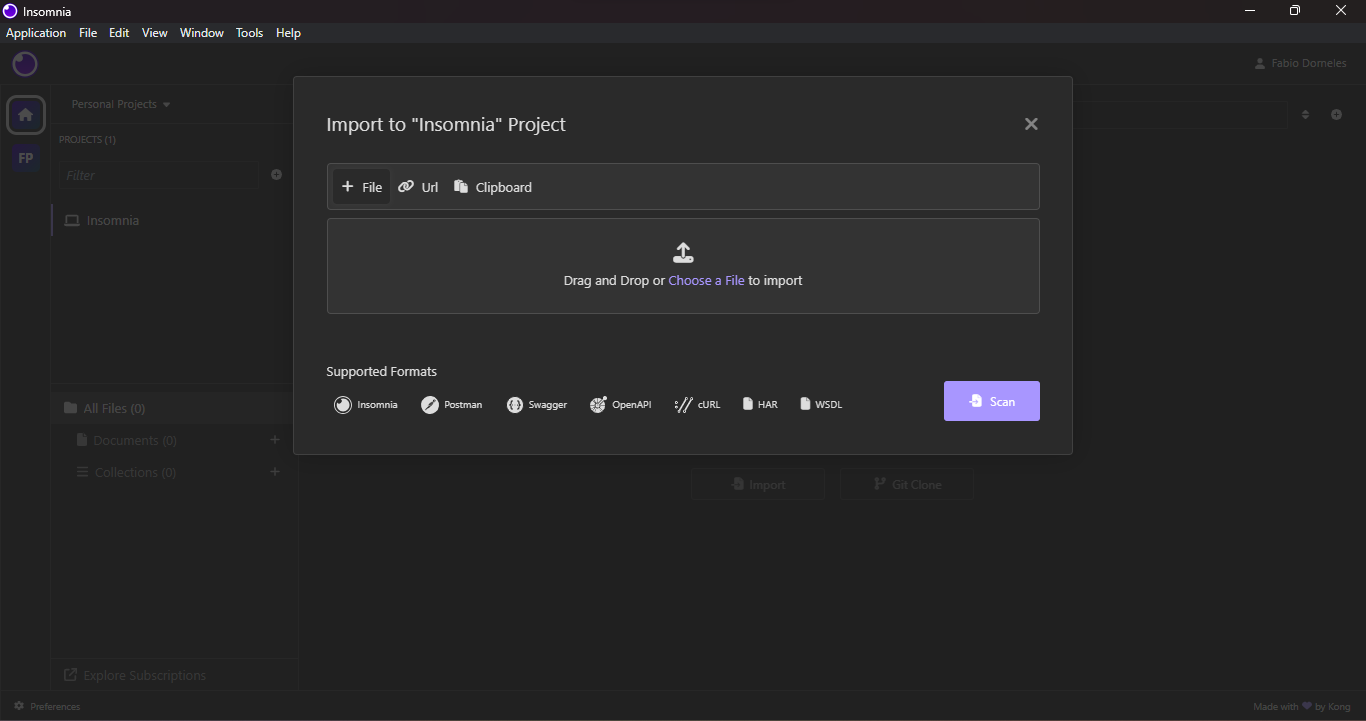 Insomnia
Application File Edit View Window Tools Help
Fabio Dorneles
Personal Projects
PROJECTS (1)
FP
Filter
Insomnia
Import to "Insomnia" Project
File Url Clipboard
Drag and Drop or Choose a File to import
Supported Formats
Insomnia Postman Swagger OpenAPI cURL HAR WSDL
Scan
All Files (0)
Documents (0)
Collections (0)
Import Git Clone
Explore Subscriptions
Preferences
Made with by Kong